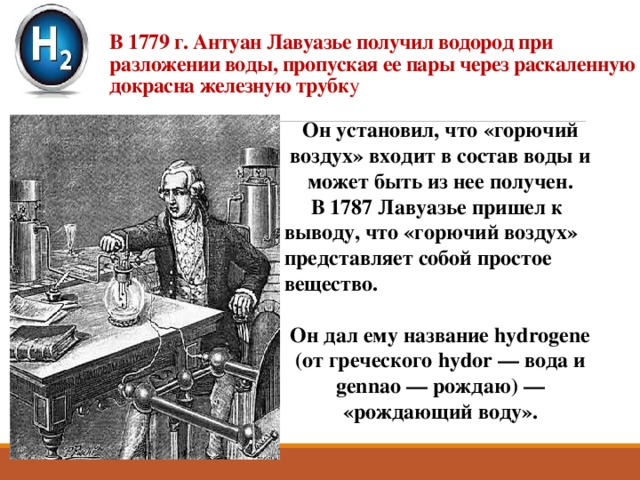 H2
В 1779 г. Антуан Лавуазье получил водород при
разложении воды, пропуская ее пары через раскаленную
докрасна железную трубку
Он установил, что «горючий
воздух» входит в состав воды и
может быть из нее получен.
В 1787 Лавуазье пришел к
выводу, что «горючий воздух»
представляет собой простое
вещество.
Он дал ему название hydrogene
(от греческого hydor — вода и
gennao — рождаю) —
«рождающий воду».